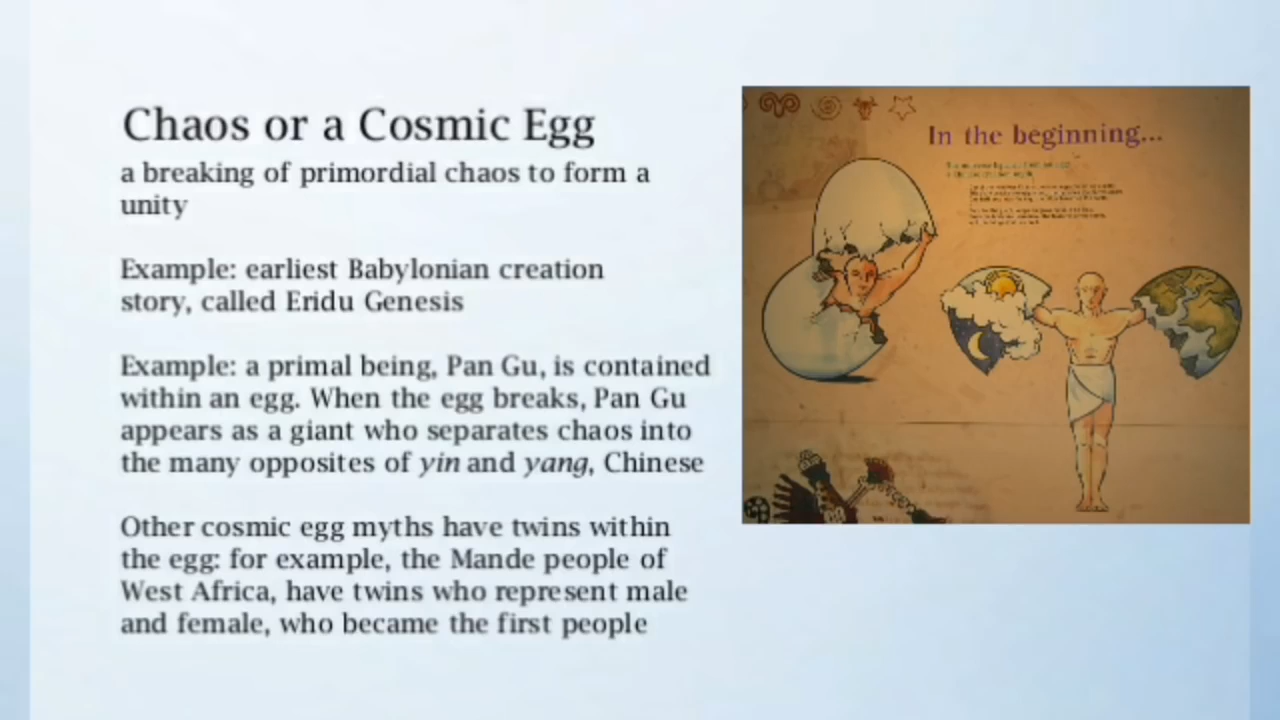 Chaos or a Cosmic Egg
a breaking of primordial chaos to form a
unity
Example: earliest Babylonian creation
story, called Eridu Genesis
Example: a primal being, Pan Gu, is contained
within an egg. When the egg breaks, Pan Gu
appears as a giant who separates chaos into
the many opposites of yin and yang, Chinese
Other cosmic egg myths have twins within
the egg: for example, the Mande people of
West Africa, have twins who represent male
and female, who became the first people
In the beginning...